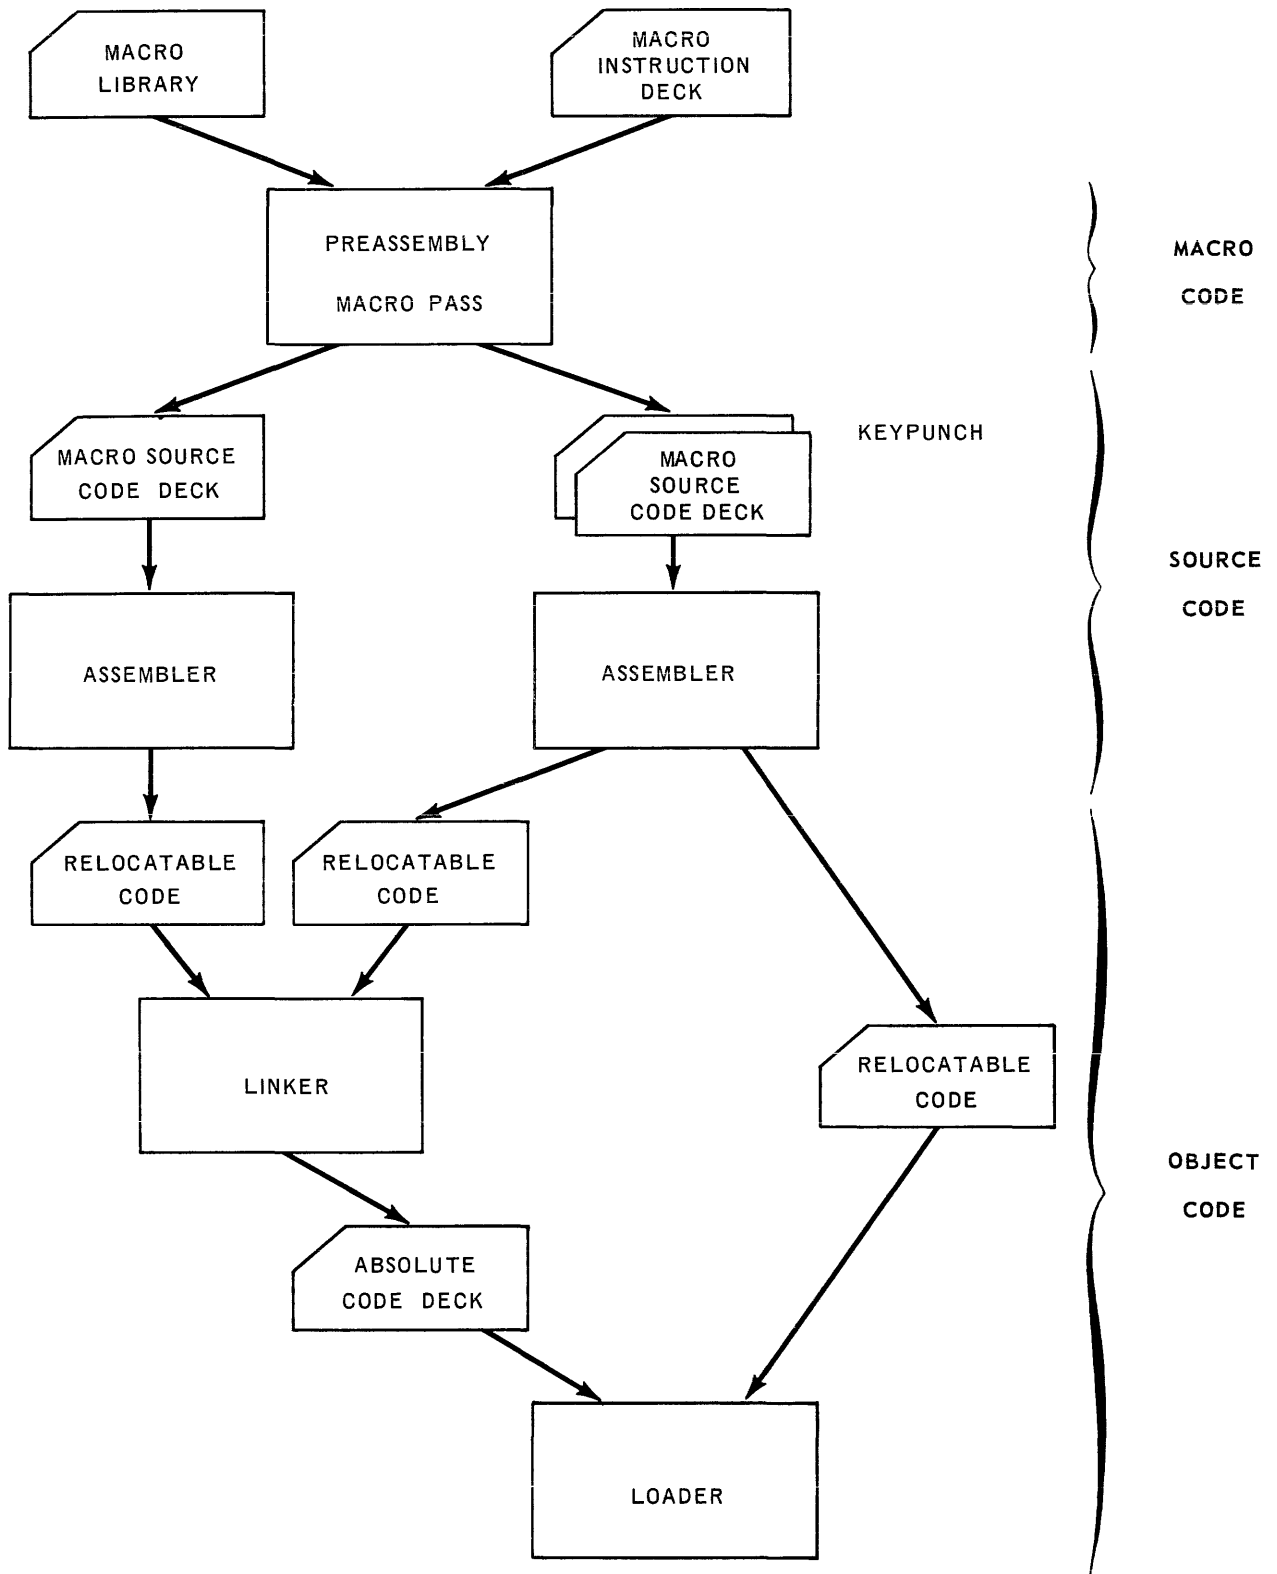 MACRO
LIBRARY
MACRO
INSTRUCTION
DECK
PREASSEMBLY
MACRO PASS
MACRO
CODE
MACRO SOURCE
CODE DECK
MACRO
SOURCE
CODE DECK
KEYPUNCH
SOURCE
CODE
ASSEMBLER
ASSEMBLER
RELOCATABLE
CODE
RELOCATABLE
CODE
LINKER
RELOCATABLE
CODE
OBJECT
CODE
ABSOLUTE
CODE DECK
LOADER